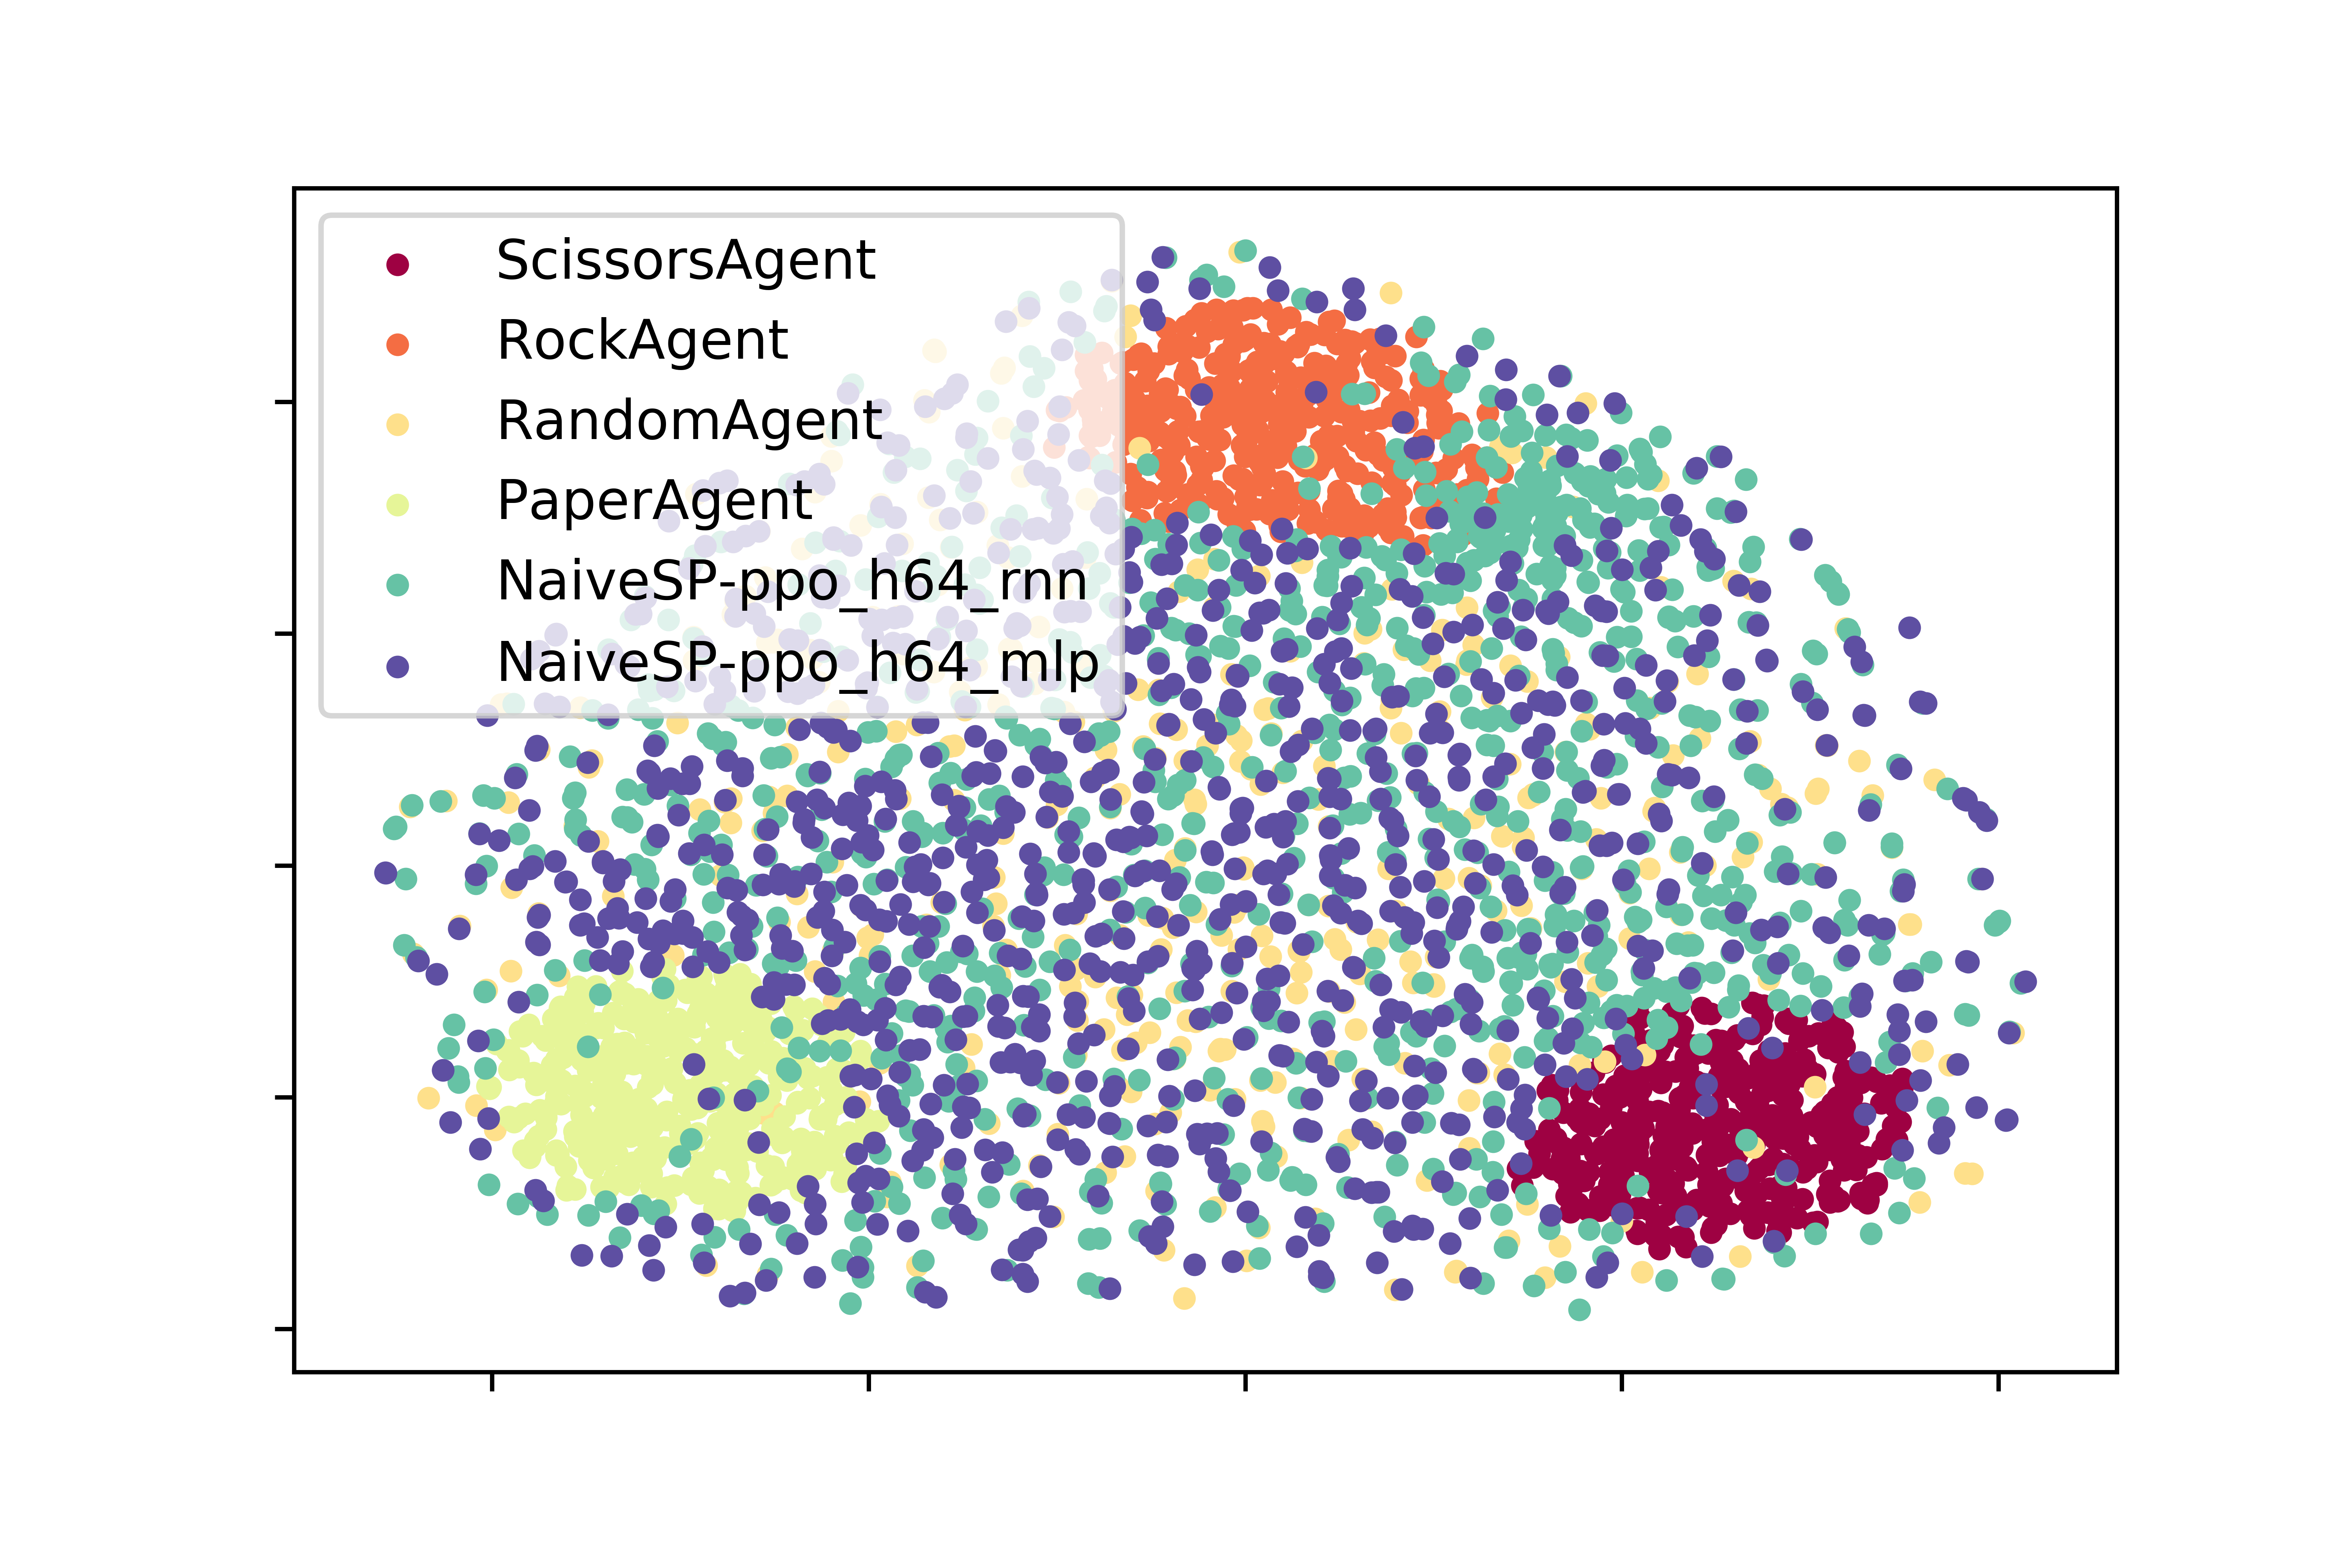 ScissorsAgent
RockAgent
RandomAgent
PaperAgent
NaiveSP-ppo_h64_rnn
NaiveSP-ppo_h64_mlp